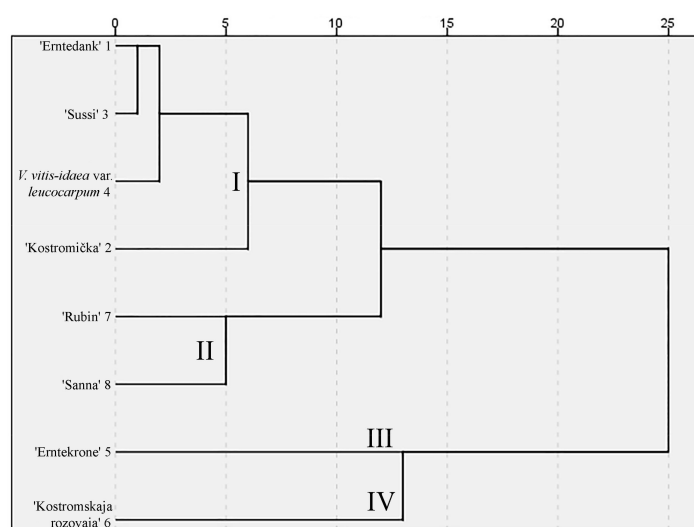 0 5 10 15 20 25
'Erntedank' 1
'Sussi' 3
V. vitis-idaea var.
leucocarpum 4
I
'Kostromička' 2
'Rubin' 7
II
'Sanna' 8
III
'Erntekrone' 5
IV
'Kostromskaja
rozovaja' 6